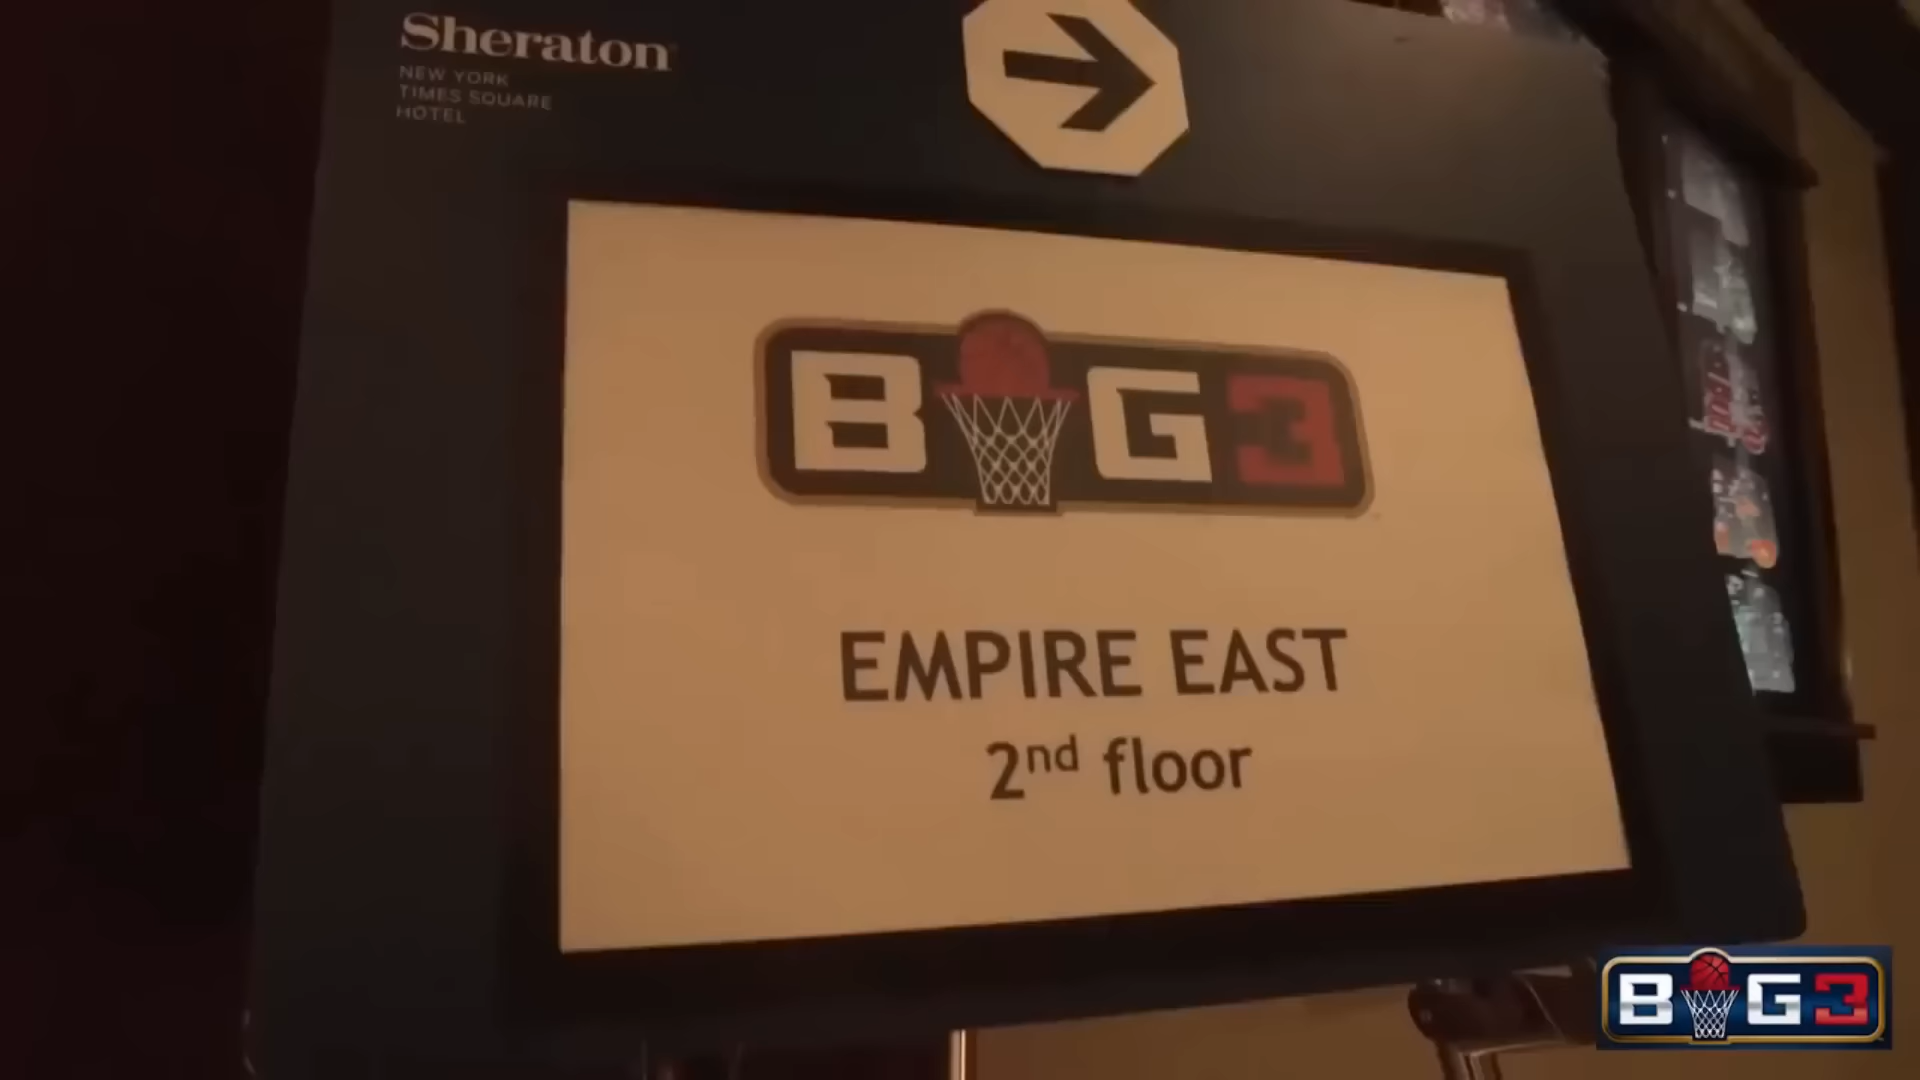 Sheraton
NEW YORK
TIMES SQUARE
HOTEL
BIG3
EMPIRE EAST
2nd floor
BIG3